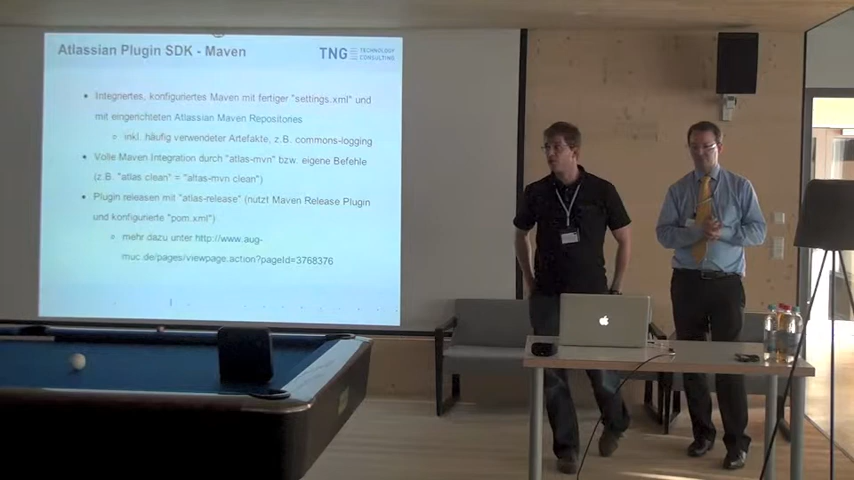 Atlassian Plugin SDK - Maven
TNG TECHNOLOGY
CONSULTING
Integriertes, konfiguriertes Maven mit fertiger "settings.xml" und
mit eingerichteten Atlassian Maven Repositories
inkl. häufig verwendeter Artefakte, z.B. commons-logging
Volle Maven Integration durch "atlas-mvn" bzw. eigene Befehle
(z.B. "atlas clean" = "altas-mvn clean")
Plugin releasen mit "atlas-release" (nutzt Maven Release Plugin
und konfigurierte "pom.xml")
mehr dazu unter http://www.aug-
muc.de/pages/viewpage.action?pageId=3768376